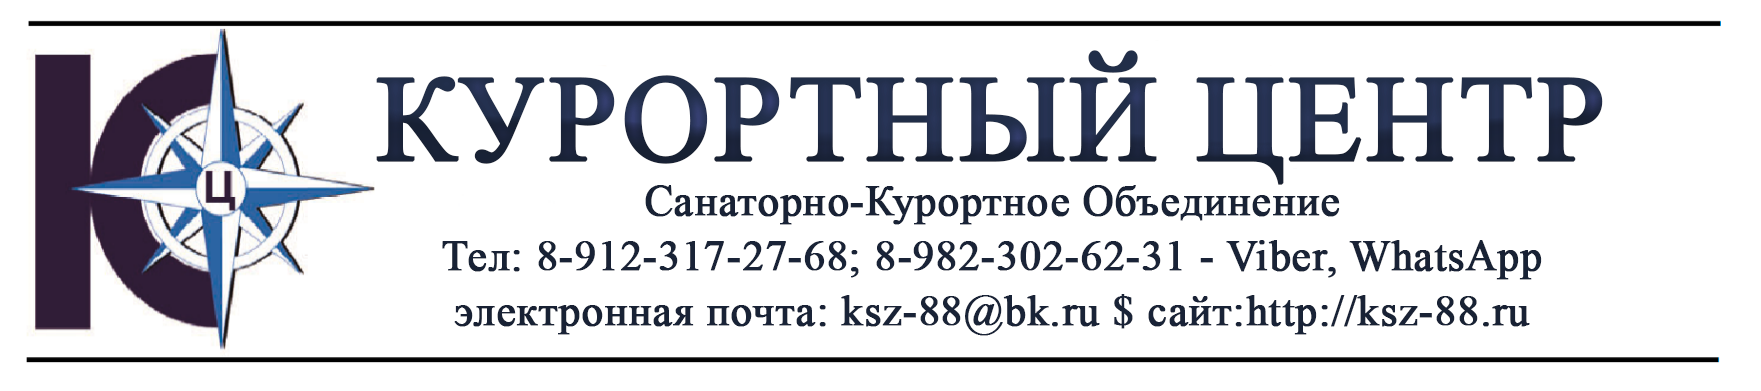 К
Ц
КУРОРТНЫЙ ЦЕНТР
Санаторно-Курортное Объединение
Тел: 8-912-317-27-68; 8-982-302-62-31 - Viber, WhatsApp
электронная почта: ksz-88@bk.ru $ сайт:http://ksz-88.ru